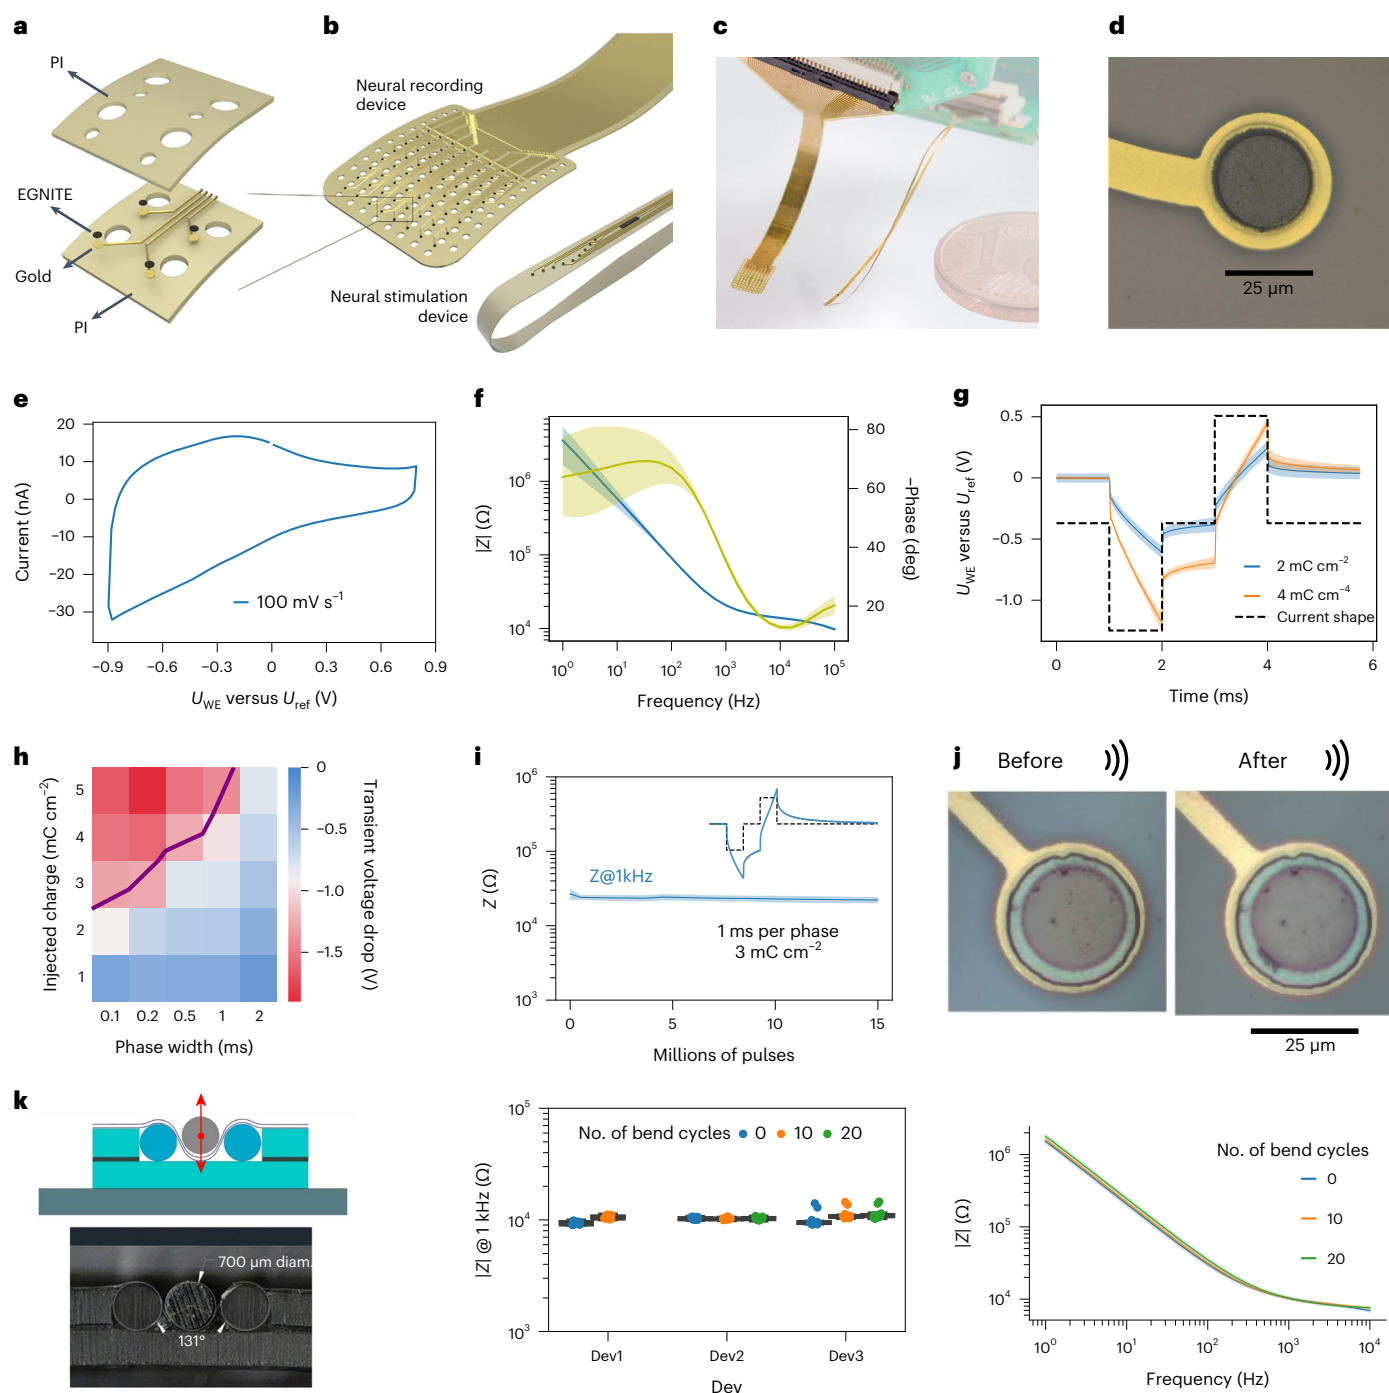 a
PI
EGNITE
Gold
PI
b
Neural recording
device
Neural stimulation
device
c
d
25 µm
e
Current (nA)
20
10
0
−10
−20
−30
100 mV s⁻¹
−0.9 −0.6 −0.3 0 0.3 0.6 0.9
U_WE versus U_ref (V)
f
|Z| (Ω)
10⁶
10⁵
10⁴
80
60
40
20
−Phase (deg)
10⁰ 10¹ 10² 10³ 10⁴ 10⁵
Frequency (Hz)
g
U_WE versus U_ref (V)
0.5
0
−0.5
−1.0
2 mC cm⁻²
4 mC cm⁻⁴
Current shape
0 2 4 6
Time (ms)
h
Injected charge (mC cm⁻²)
5
4
3
2
1
0.1 0.2 0.5 1 2
Phase width (ms)
0
−0.5
−1.0
−1.5
Transient voltage drop (V)
i
Z (Ω)
10⁶
10⁵
10⁴
10³
Z@1kHz
1 ms per phase
3 mC cm⁻²
0 5 10 15
Millions of pulses
j
Before
After
25 µm
k
700 µm diam.
131°
|Z| @ 1 kHz (Ω)
10⁵
10⁴
10³
No. of bend cycles 0 10 20
Dev1 Dev2 Dev3
Dev
|Z| (Ω)
10⁶
10⁵
10⁴
No. of bend cycles
0
10
20
10⁰ 10¹ 10² 10³ 10⁴
Frequency (Hz)